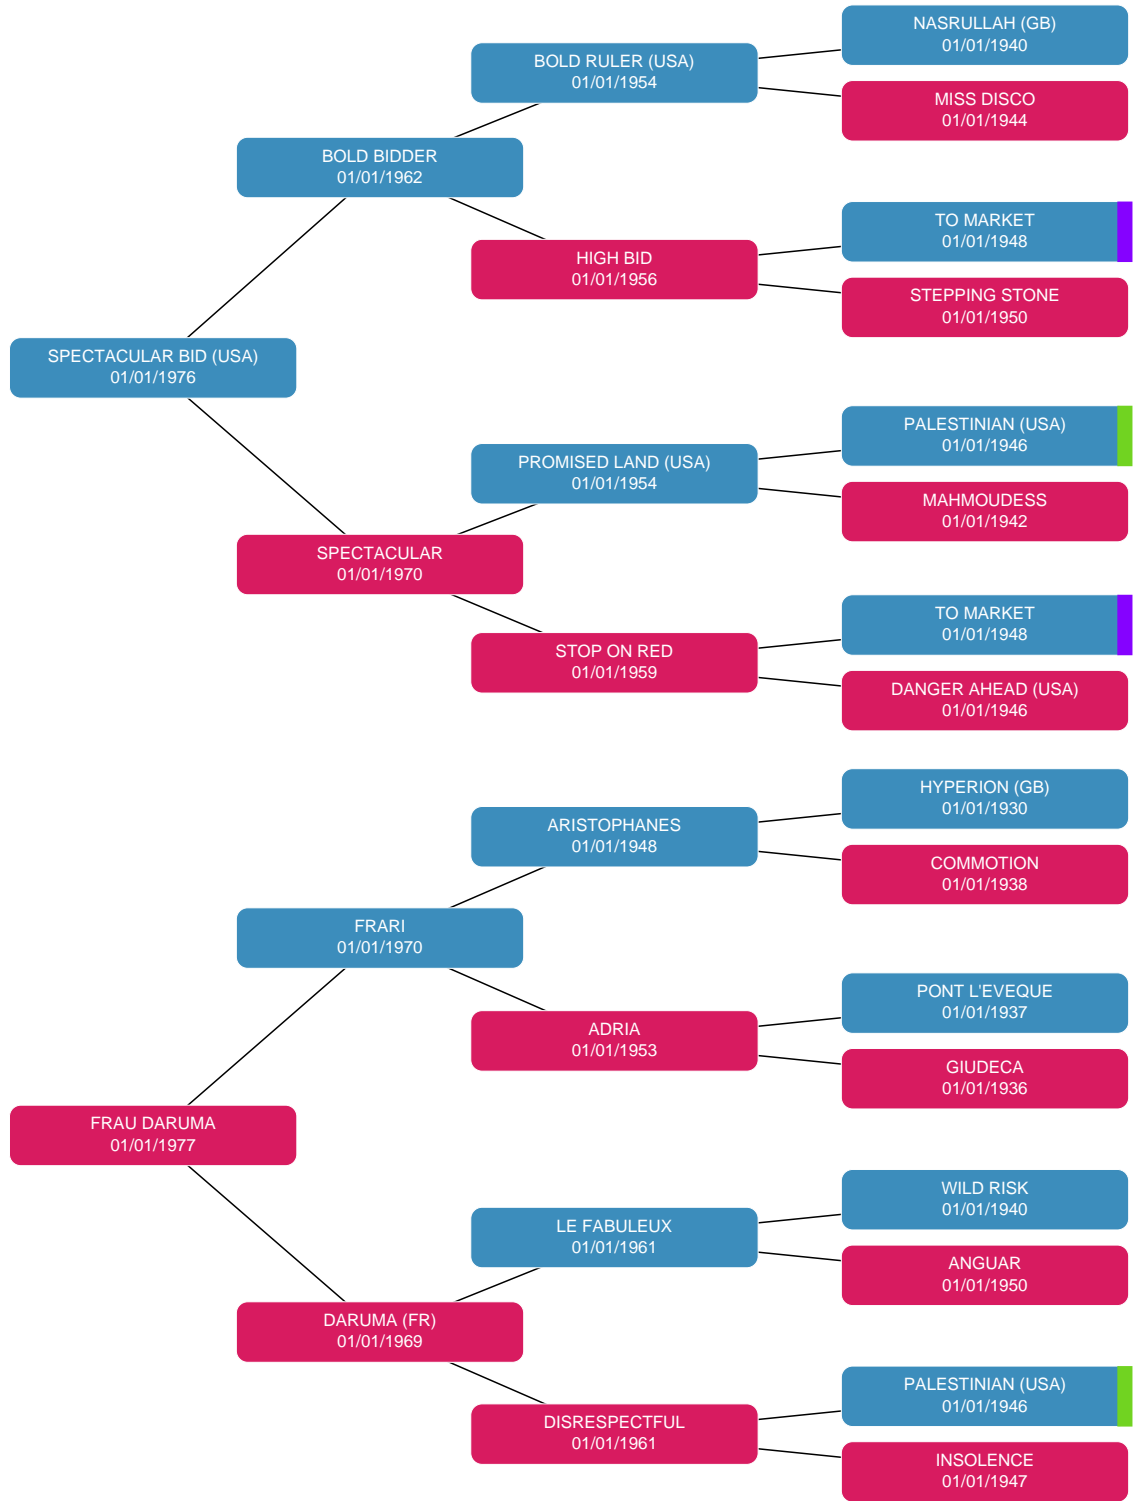 NASRULLAH (GB)
01/01/1940
BOLD RULER (USA)
01/01/1954
MISS DISCO
01/01/1944
BOLD BIDDER
01/01/1962
TO MARKET
01/01/1948
HIGH BID
01/01/1956
STEPPING STONE
01/01/1950
SPECTACULAR BID (USA)
01/01/1976
PALESTINIAN (USA)
01/01/1946
PROMISED LAND (USA)
01/01/1954
MAHMOUDESS
01/01/1942
SPECTACULAR
01/01/1970
TO MARKET
01/01/1948
STOP ON RED
01/01/1959
DANGER AHEAD (USA)
01/01/1946
HYPERION (GB)
01/01/1930
ARISTOPHANES
01/01/1948
COMMOTION
01/01/1938
FRARI
01/01/1970
PONT L'EVEQUE
01/01/1937
ADRIA
01/01/1953
GIUDECA
01/01/1936
FRAU DARUMA
01/01/1977
WILD RISK
01/01/1940
LE FABULEUX
01/01/1961
ANGUAR
01/01/1950
DARUMA (FR)
01/01/1969
PALESTINIAN (USA)
01/01/1946
DISRESPECTFUL
01/01/1961
INSOLENCE
01/01/1947